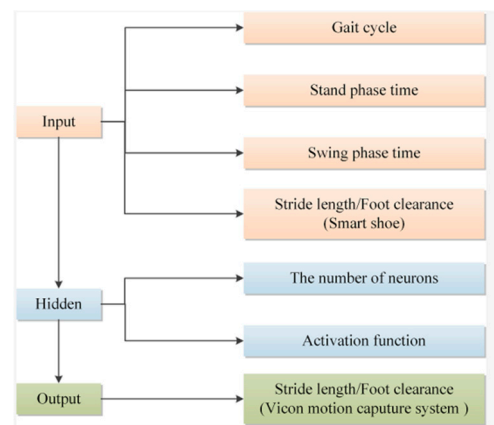 Gait cycle
Stand phase time
Input
Swing phase time
Stride length/Foot clearance
(Smart shoe)
The number of neurons
Hidden
Activation function
Output
Stride length/Foot clearance
(Vicon motion caputure system )